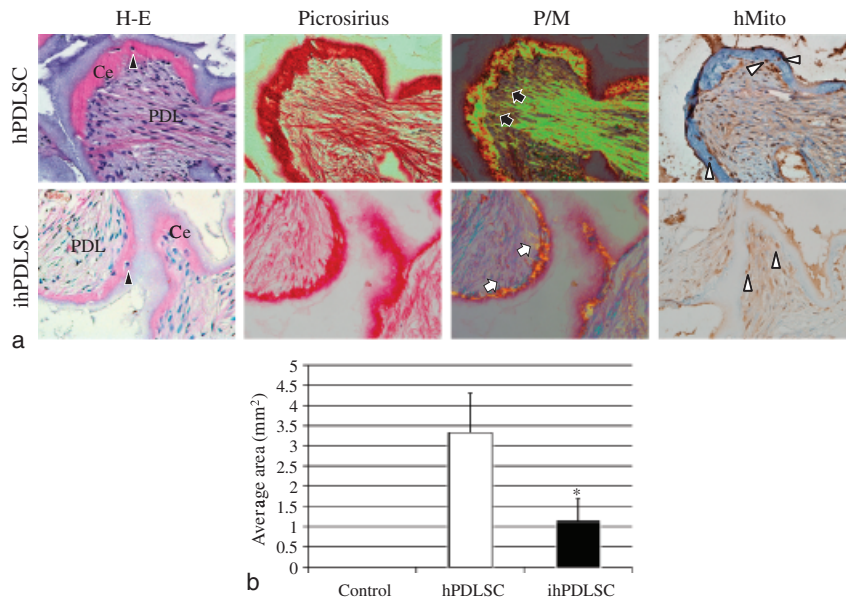 H-E Picrosirius P/M hMito
hPDLSC
Ce
PDL
ihPDLSC
Ce
PDL
a
5
4.5
4
3.5
3
2.5
2
1.5
1
0.5
0
Average area (mm²)
*
Control hPDLSC ihPDLSC
b